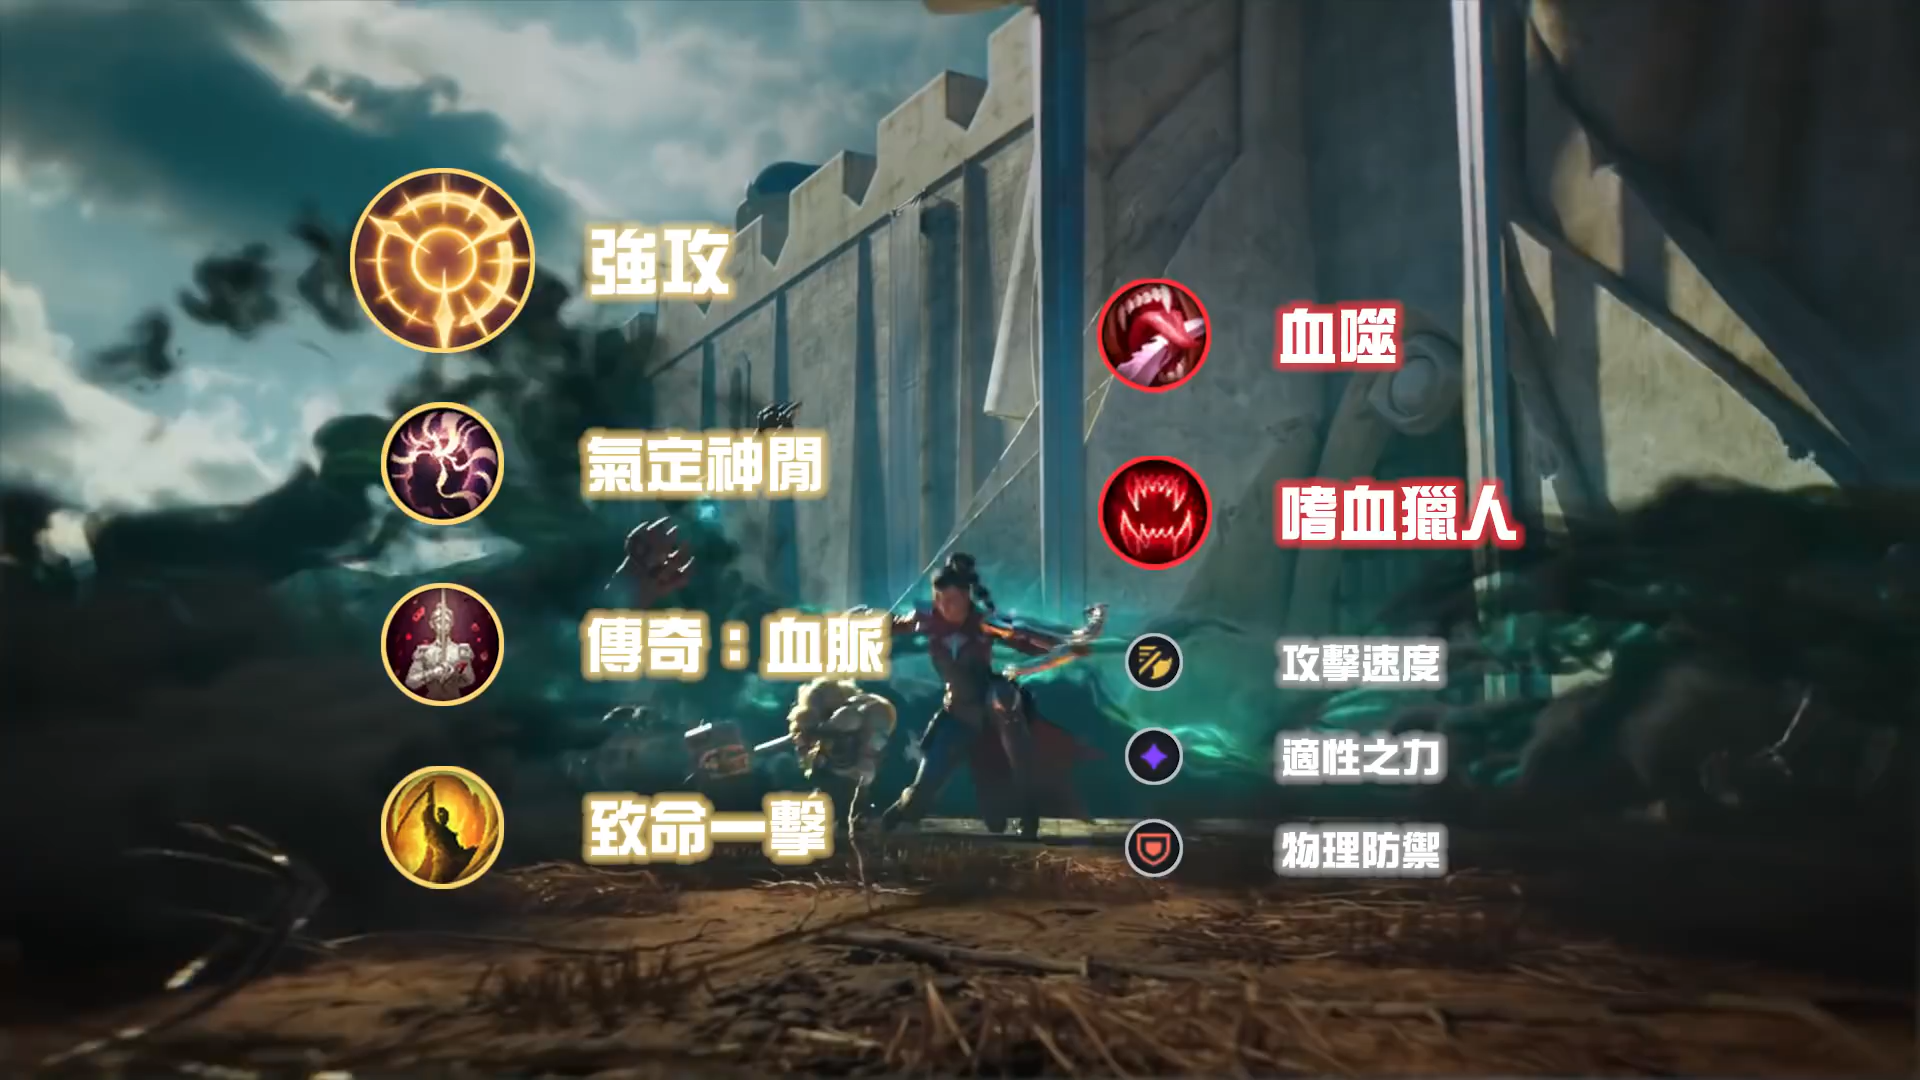 強攻
氣定神閒
傳奇：血脈
致命一擊
血噬
嗜血獵人
攻擊速度
適性之力
物理防禦